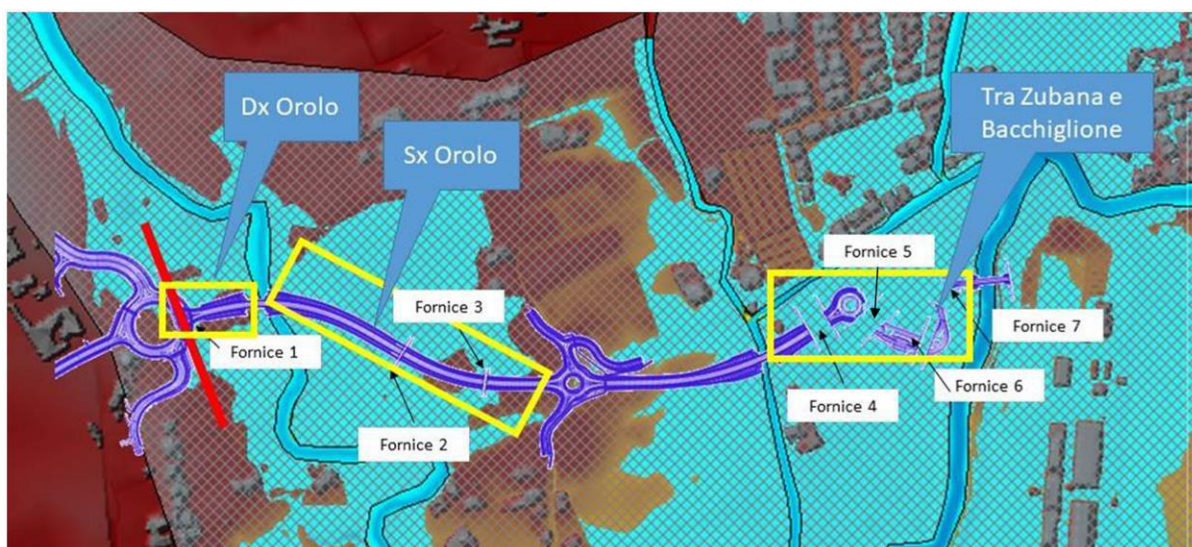 Dx Orolo
Sx Orolo
Tra Zubana e
Bacchiglione
Fornice 5
Fornice 3
Fornice 1
Fornice 7
Fornice 6
Fornice 4
Fornice 2